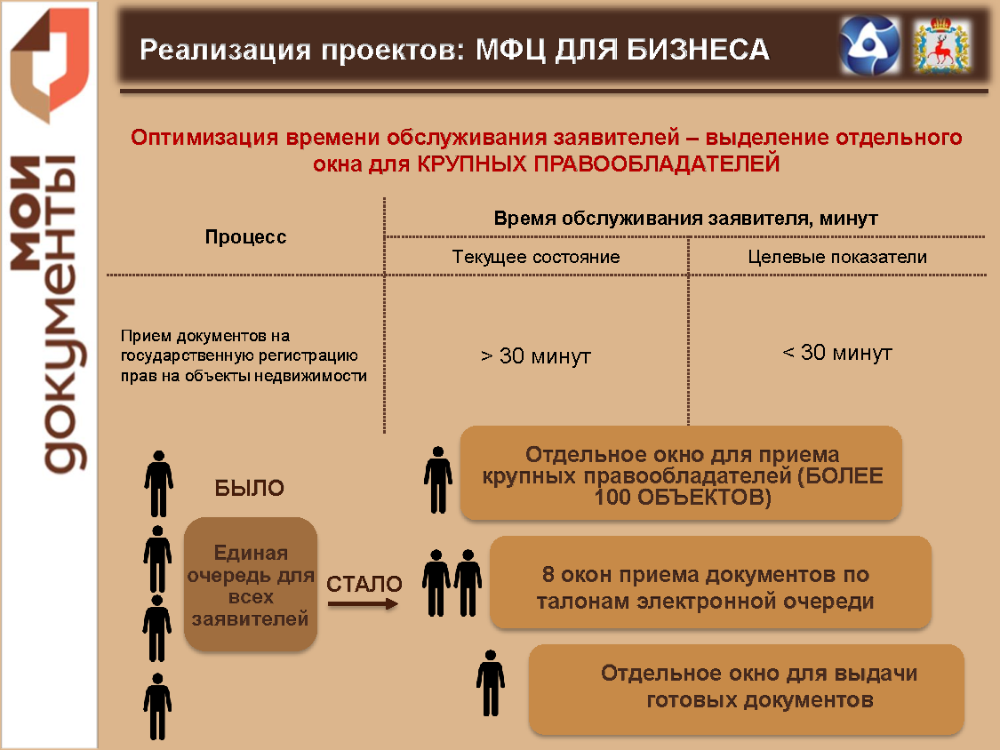 мои
документы
Реализация проектов: МФЦ ДЛЯ БИЗНЕСА
Оптимизация времени обслуживания заявителей – выделение отдельного
окна для КРУПНЫХ ПРАВООБЛАДАТЕЛЕЙ
Процесс
Время обслуживания заявителя, минут
Текущее состояние
Целевые показатели
Прием документов на
государственную регистрацию
прав на объекты недвижимости
> 30 минут
< 30 минут
БЫЛО
Единая
очередь для
всех
заявителей
СТАЛО
Отдельное окно для приема
крупных правообладателей (БОЛЕЕ
100 ОБЪЕКТОВ)
8 окон приема документов по
талонам электронной очереди
Отдельное окно для выдачи
готовых документов